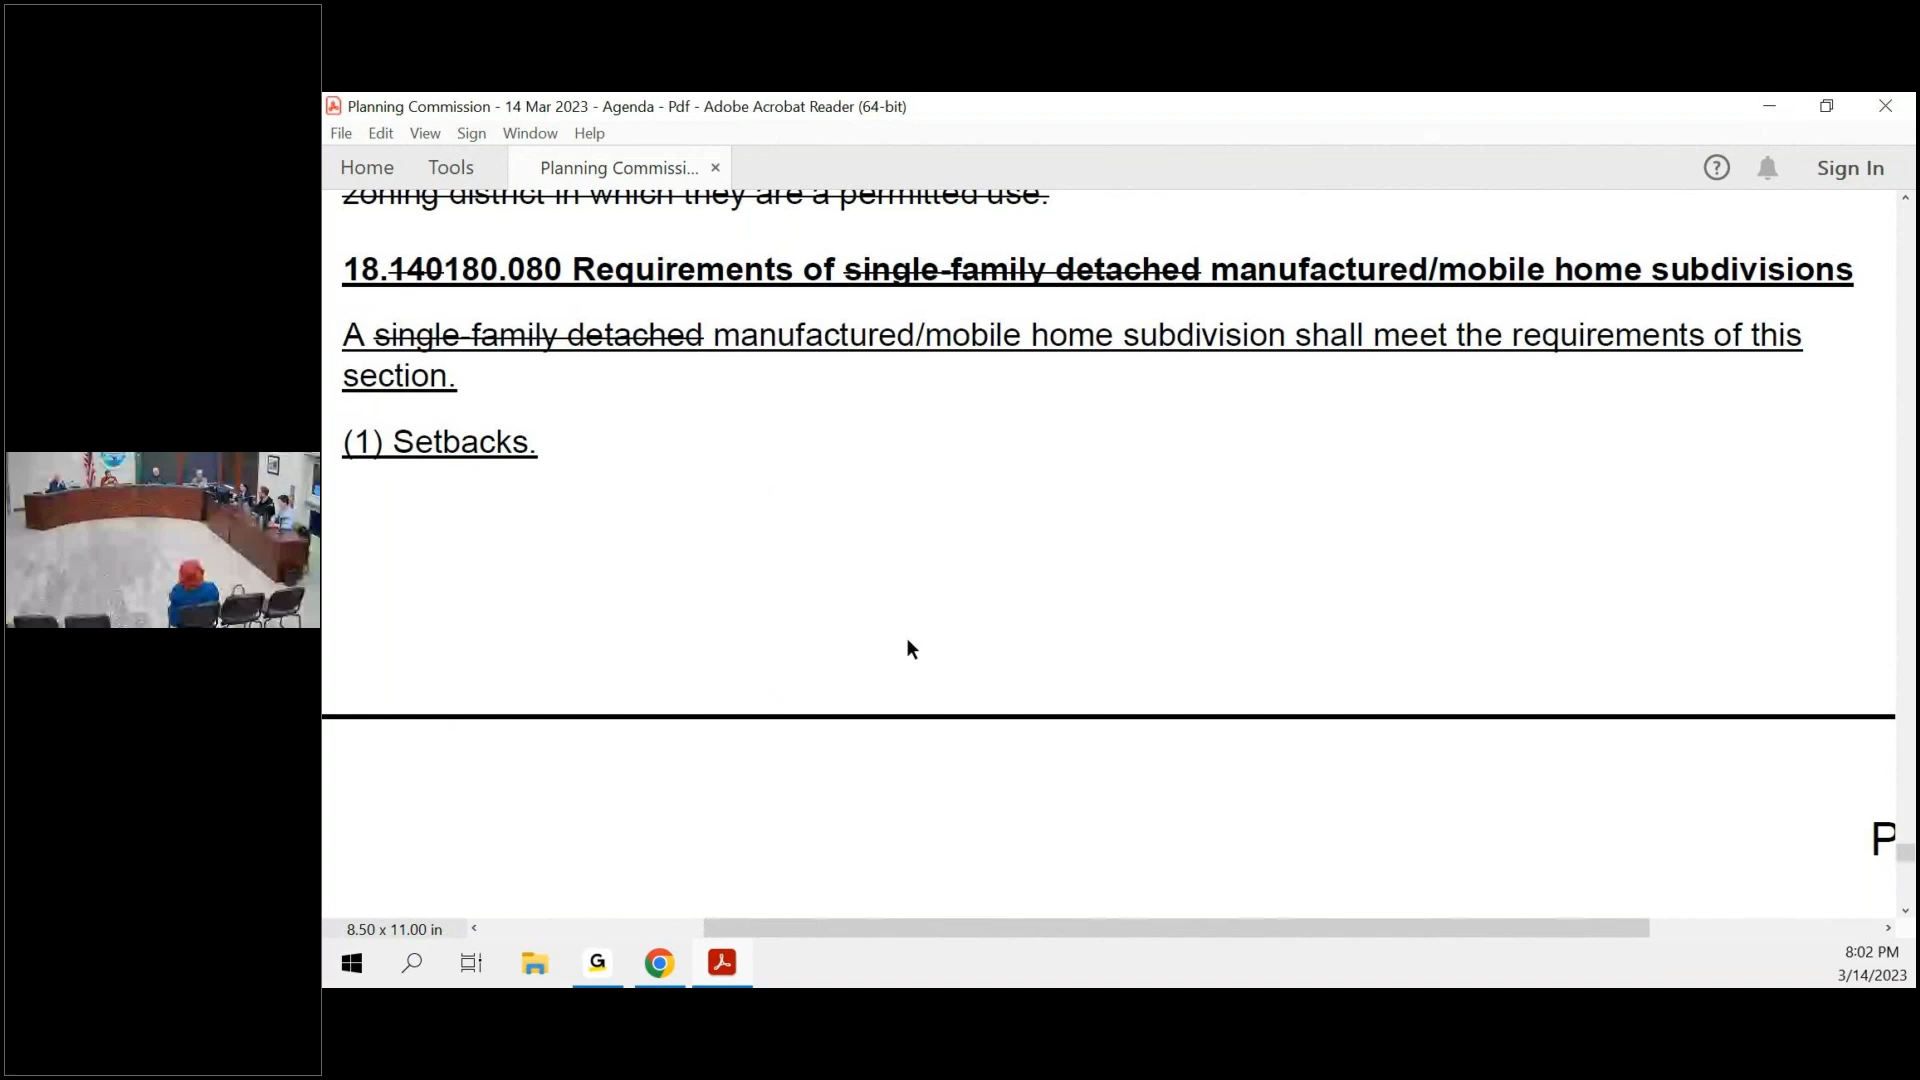 Planning Commission - 14 Mar 2023 - Agenda - Pdf - Adobe Acrobat Reader (64-bit)
File Edit View Sign Window Help
Home Tools Planning Commissi... × Sign In
zoning district in which they are a permitted use.
18.140180.080 Requirements of single-family detached manufactured/mobile home subdivisions
A single-family detached manufactured/mobile home subdivision shall meet the requirements of this
section.
(1) Setbacks.
P
8.50 x 11.00 in
G
8:02 PM
3/14/2023